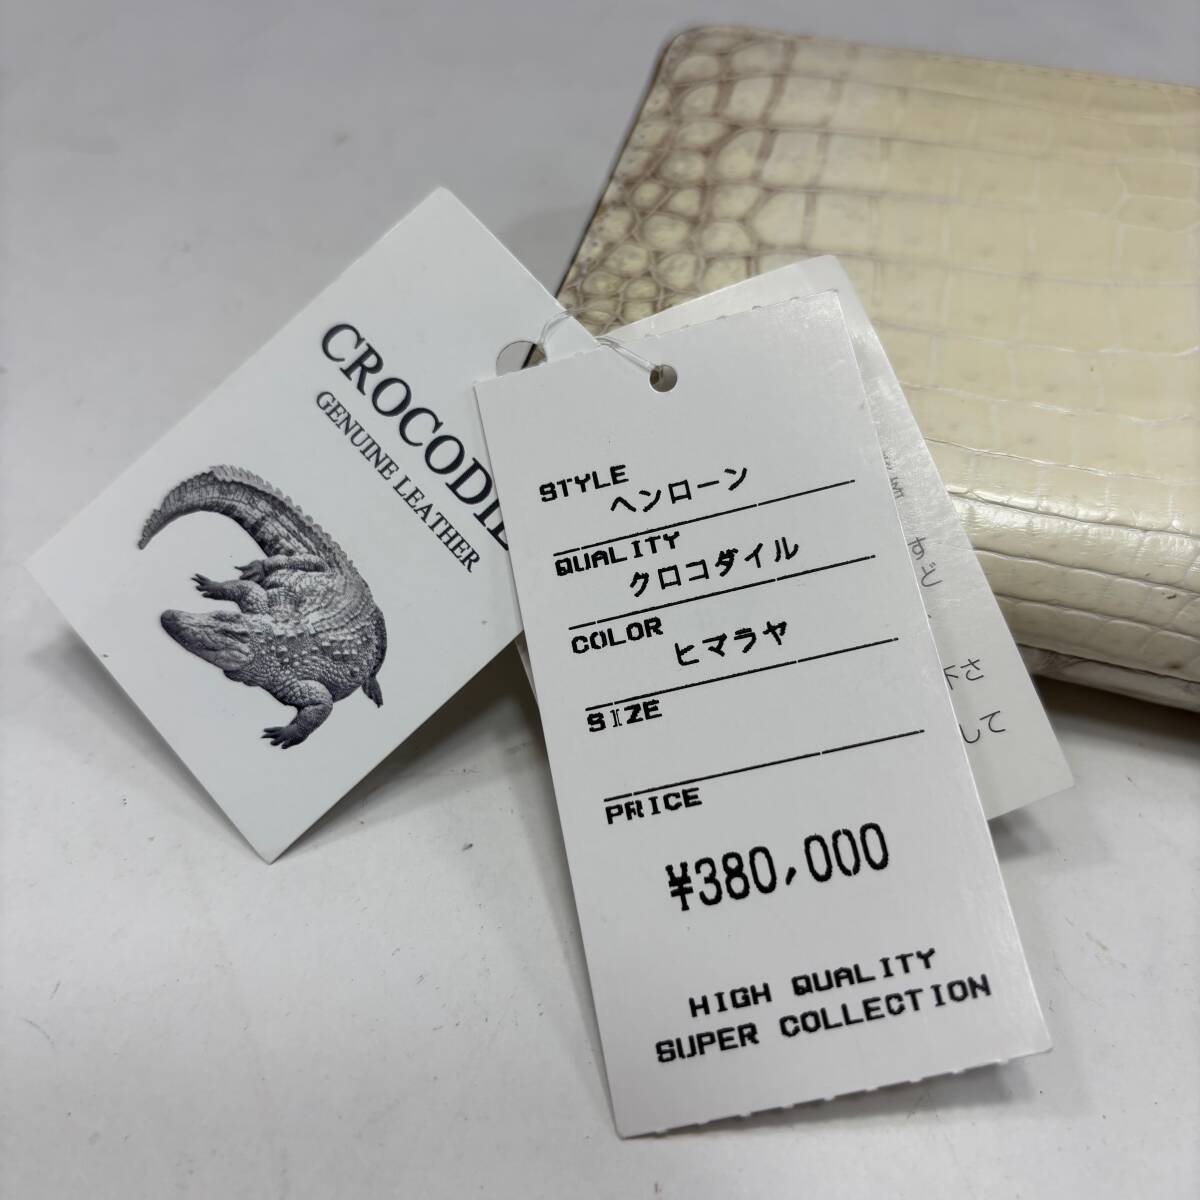 CROCODIL
GENUINE LEATHER
STYLE
ヘンローン
QUALITY
クロコダイル
COLOR
ヒマラヤ
SIZE
PRICE
¥380,000
HIGH QUALITY
SUPER COLLECTION
すど
下さ
して